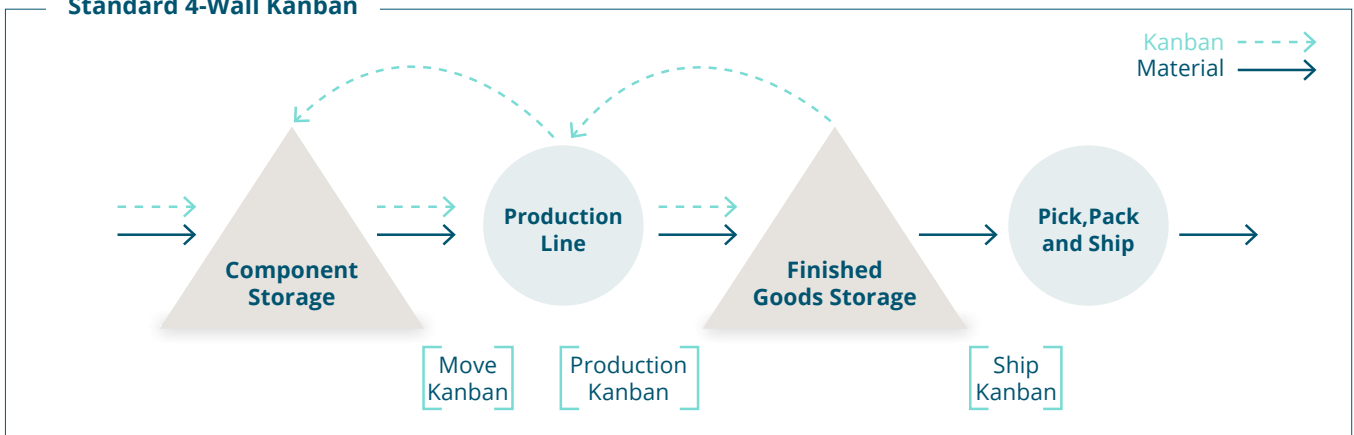 Standard 4-Wall Kanban
Kanban
Material
Component
Storage
Production
Line
Finished
Goods Storage
Pick,Pack
and Ship
Move
Kanban
Production
Kanban
Ship
Kanban